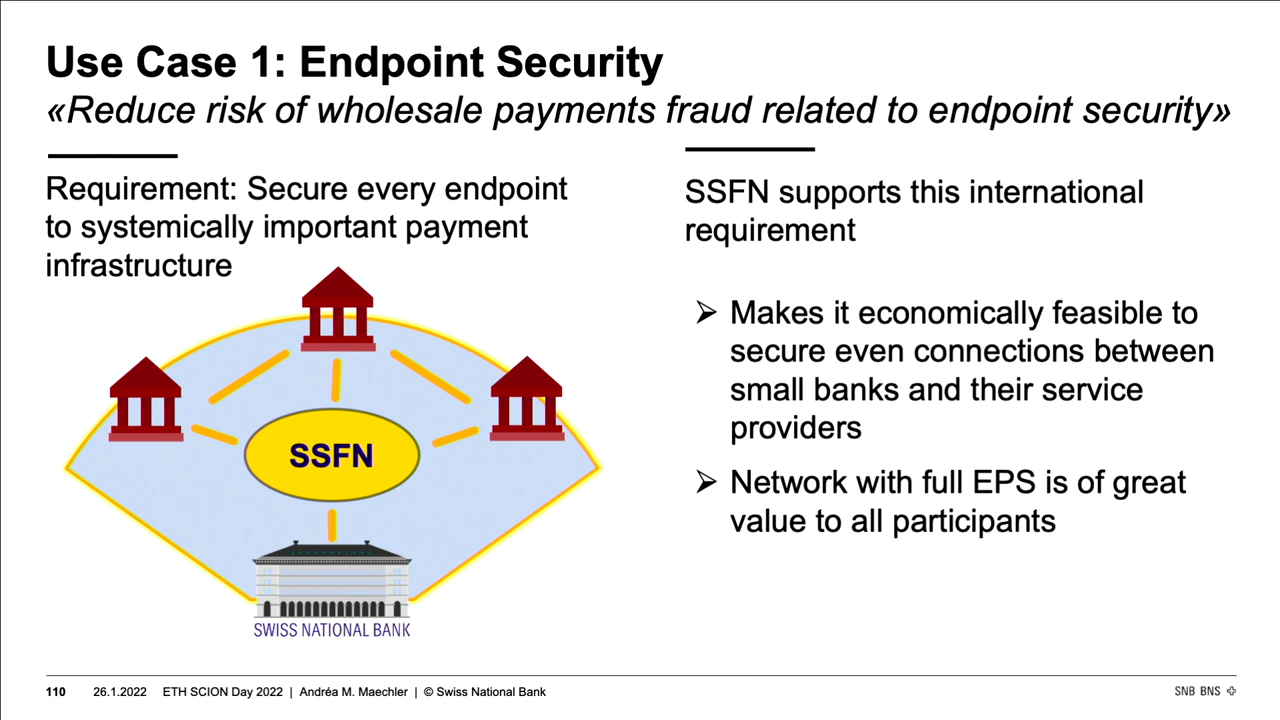 Use Case 1: Endpoint Security
«Reduce risk of wholesale payments fraud related to endpoint security»
Requirement: Secure every endpoint
to systemically important payment
infrastructure
SSFN
SWISS NATIONAL BANK
SSFN supports this international
requirement
➢ Makes it economically feasible to
secure even connections between
small banks and their service
providers
➢ Network with full EPS is of great
value to all participants
110 26.1.2022 ETH SCION Day 2022 | Andréa M. Maechler | © Swiss National Bank
SNB BNS